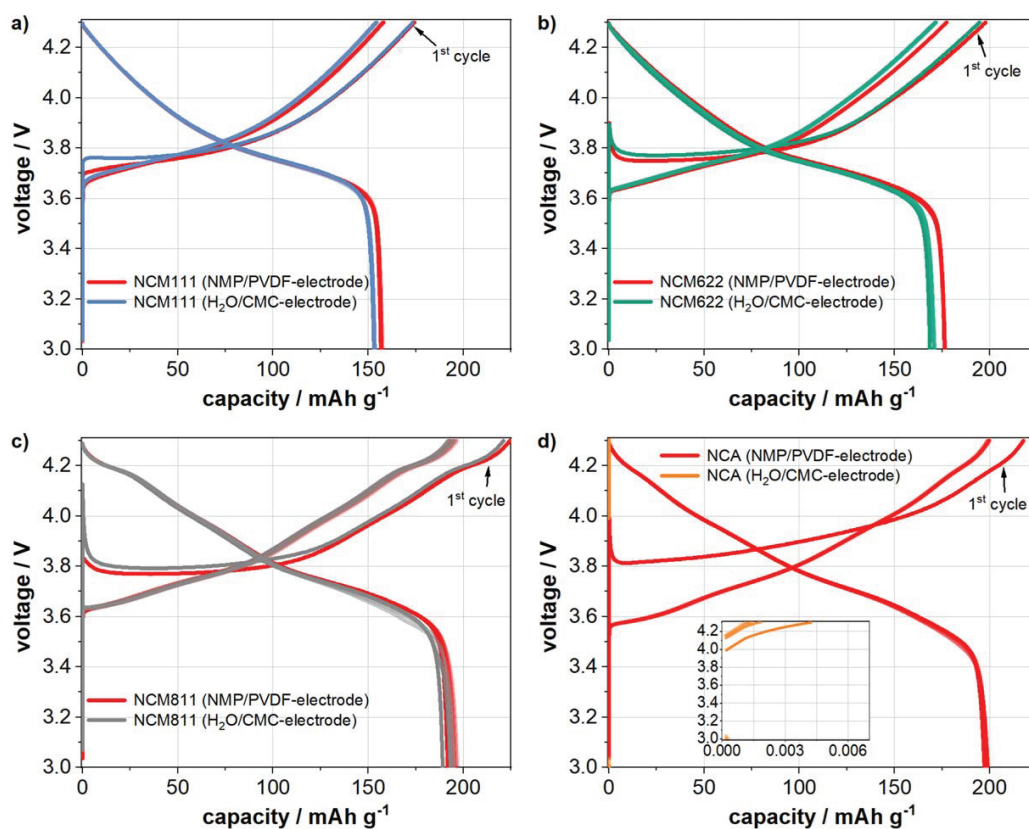 a)
4.2
4.0
3.8
3.6
3.4
3.2
3.0
voltage / V
1st cycle
NCM111 (NMP/PVDF-electrode)
NCM111 (H2O/CMC-electrode)
0 50 100 150 200
capacity / mAh g-1
b)
4.2
4.0
3.8
3.6
3.4
3.2
3.0
voltage / V
1st cycle
NCM622 (NMP/PVDF-electrode)
NCM622 (H2O/CMC-electrode)
0 50 100 150 200
capacity / mAh g-1
c)
4.2
4.0
3.8
3.6
3.4
3.2
3.0
voltage / V
1st cycle
NCM811 (NMP/PVDF-electrode)
NCM811 (H2O/CMC-electrode)
0 50 100 150 200
capacity / mAh g-1
d)
4.2
4.0
3.8
3.6
3.4
3.2
3.0
voltage / V
NCA (NMP/PVDF-electrode)
NCA (H2O/CMC-electrode)
1st cycle
4.2
4.0
3.8
3.6
3.4
3.2
3.0
0.000 0.003 0.006
0 50 100 150 200
capacity / mAh g-1